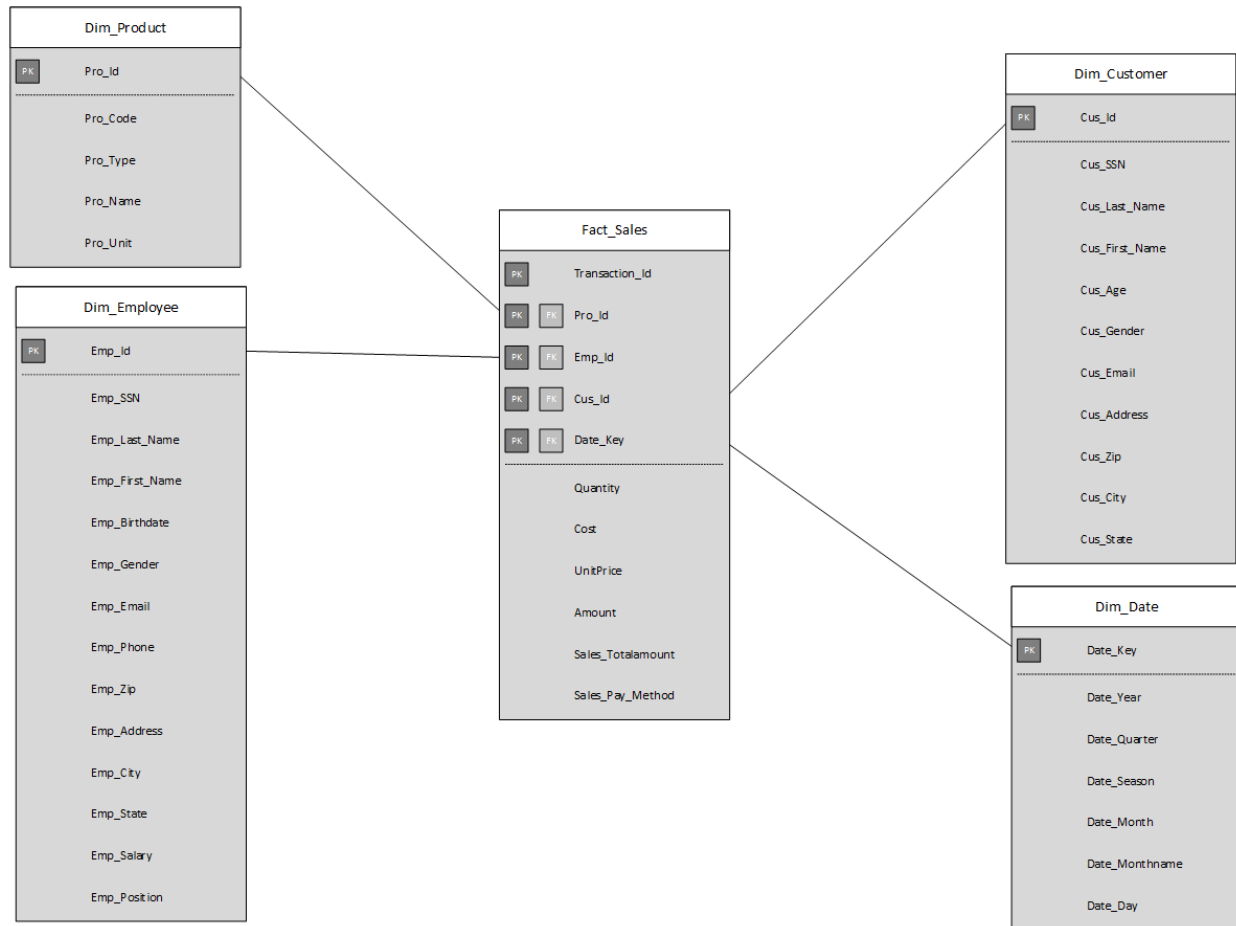 Dim_Product
PK Pro_Id
Pro_Code
Pro_Type
Pro_Name
Pro_Unit
Dim_Employee
PK Emp_Id
Emp_SSN
Emp_Last_Name
Emp_First_Name
Emp_Birthdate
Emp_Gender
Emp_Email
Emp_Phone
Emp_Zip
Emp_Address
Emp_City
Emp_State
Emp_Salary
Emp_Position
Fact_Sales
PK Transaction_Id
PK FK Pro_Id
PK FK Emp_Id
PK FK Cus_Id
PK FK Date_Key
Quantity
Cost
UnitPrice
Amount
Sales_Totalamount
Sales_Pay_Method
Dim_Customer
PK Cus_Id
Cus_SSN
Cus_Last_Name
Cus_First_Name
Cus_Age
Cus_Gender
Cus_Email
Cus_Address
Cus_Zip
Cus_City
Cus_State
Dim_Date
PK Date_Key
Date_Year
Date_Quarter
Date_Season
Date_Month
Date_Monthname
Date_Day